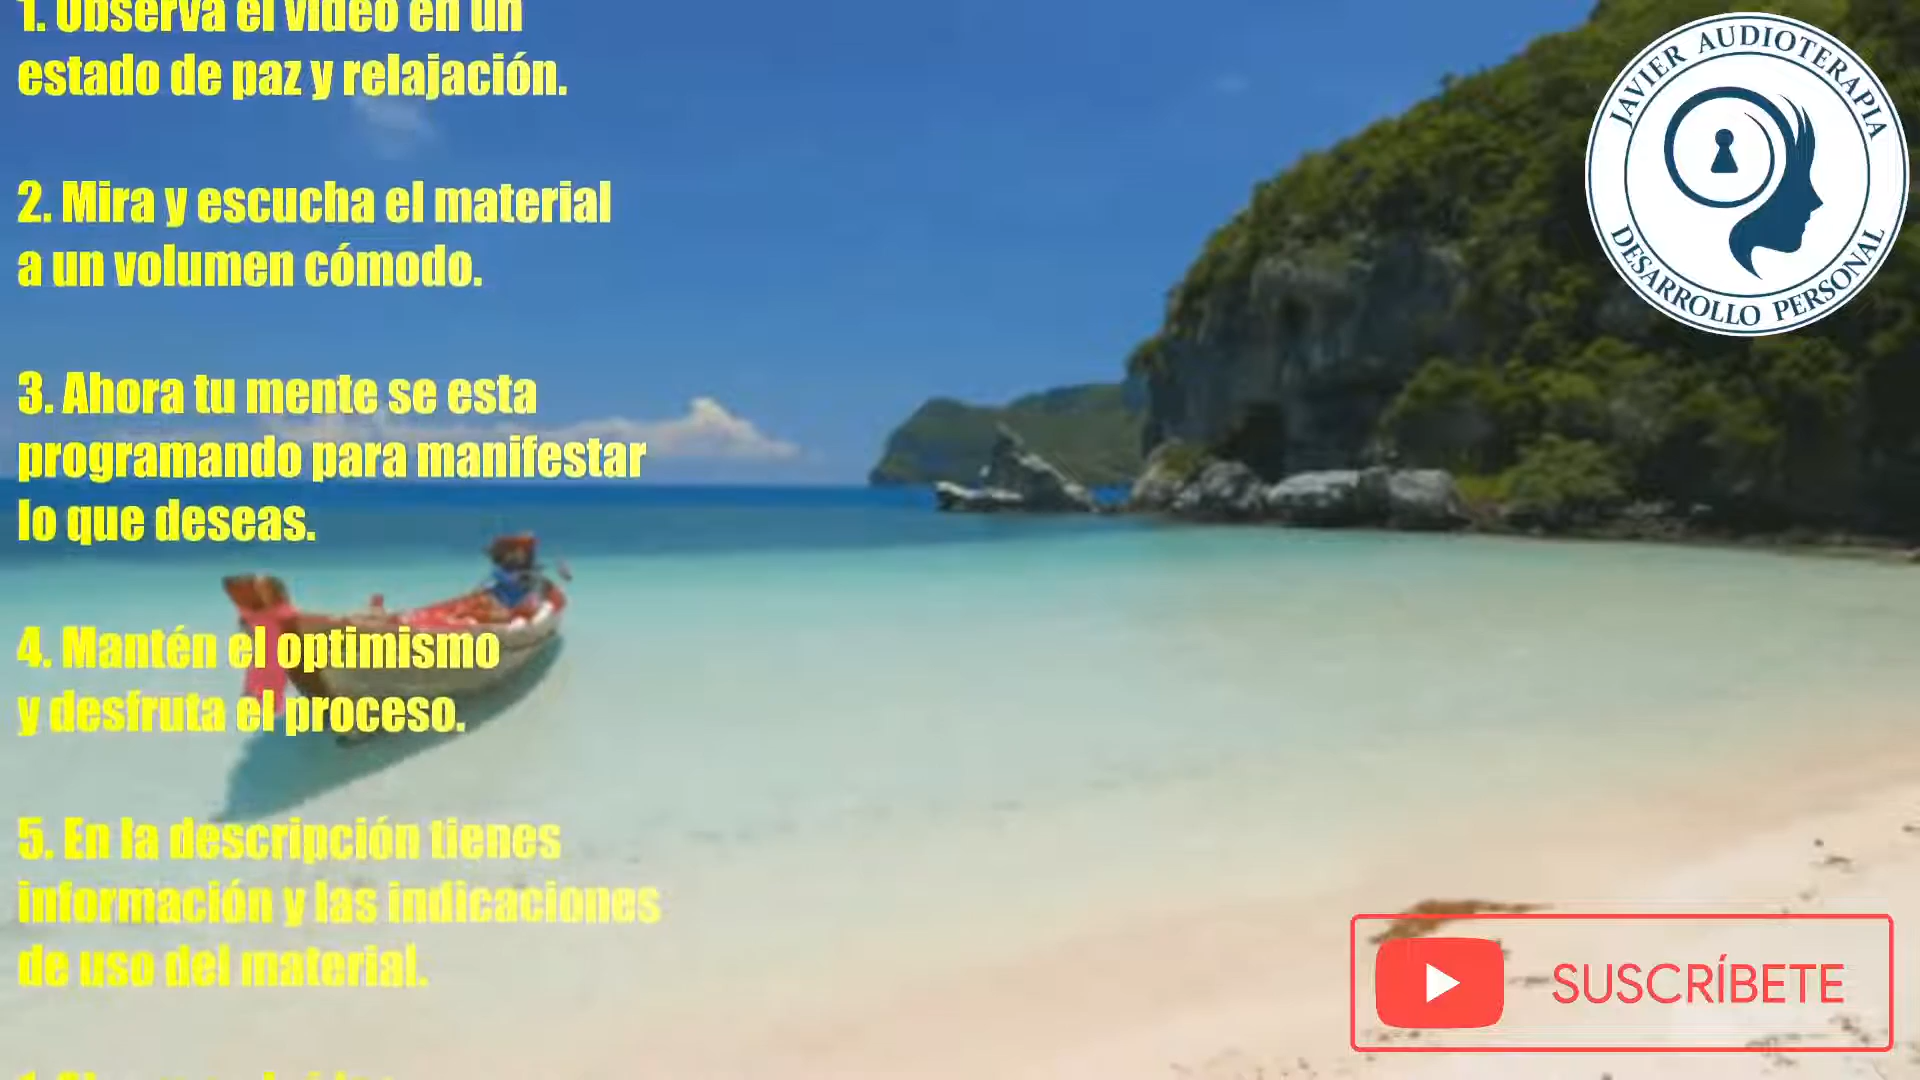 1. Observa el video en un
estado de paz y relajación.
2. Mira y escucha el material
a un volumen cómodo.
3. Ahora tu mente se esta
programando para manifestar
lo que deseas.
4. Mantén el optimismo
y desfruta el proceso.
5. En la descripción tienes
información y las indicaciones
de uso del material.
JAVIER AUDIOTERAPIA
DESARROLLO PERSONAL
SUSCRÍBETE